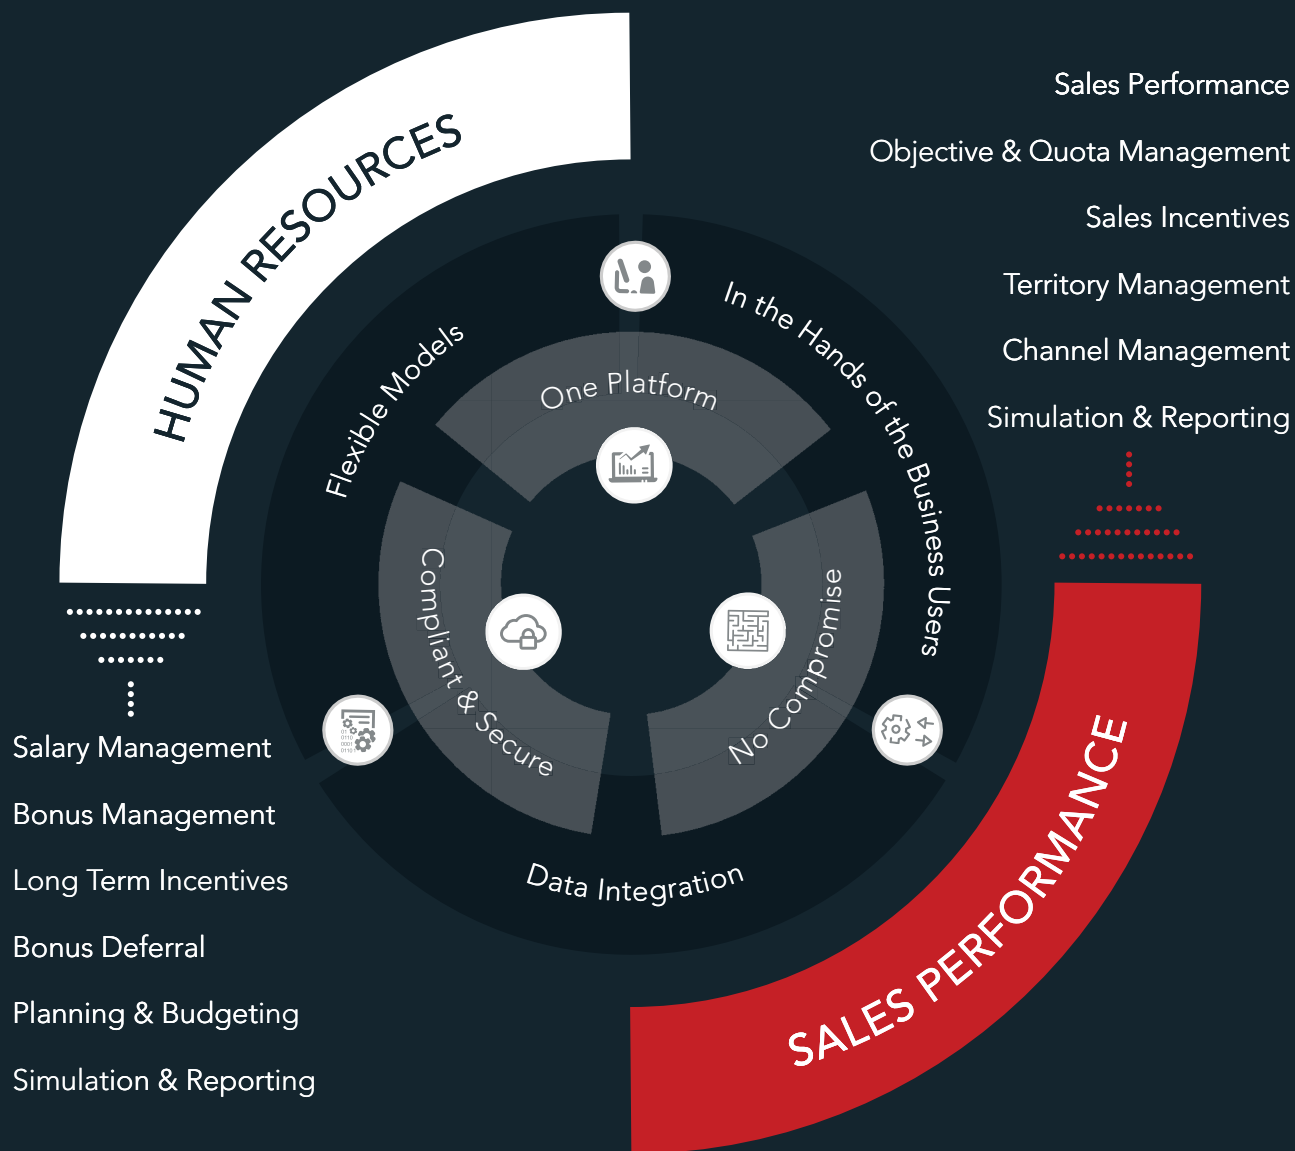 HUMAN RESOURCES
Sales Performance
Objective & Quota Management
Sales Incentives
Territory Management
Channel Management
Simulation & Reporting
Flexible Models
In the Hands of the Business Users
Data Integration
One Platform
Compliant & Secure
No Compromise
Salary Management
Bonus Management
Long Term Incentives
Bonus Deferral
Planning & Budgeting
Simulation & Reporting
SALES PERFORMANCE